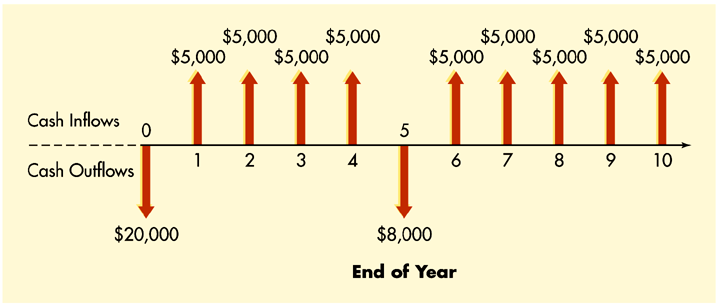 $5,000 $5,000 $5,000 $5,000
$5,000 $5,000 $5,000 $5,000 $5,000
Cash Inflows
0 5
1 2 3 4 6 7 8 9 10
Cash Outflows
$20,000 $8,000
End of Year